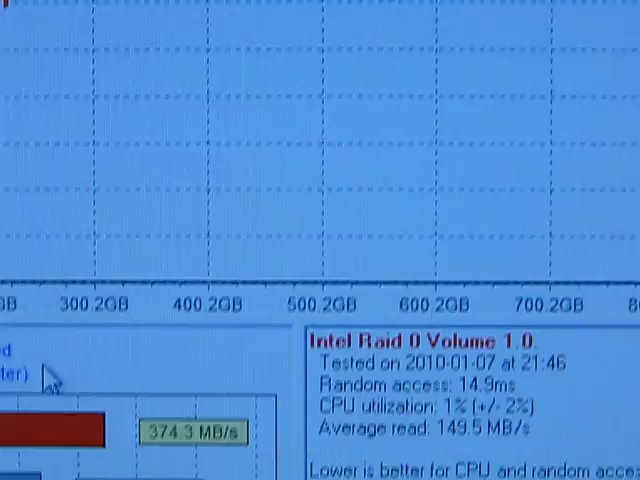 300.2GB 400.2GB 500.2GB 600.2GB 700.2GB
Intel Raid 0 Volume 1.0.
Tested on 2010-01-07 at 21:46
Random access: 14.9ms
CPU utilization: 1% (+/- 2%)
Average read: 149.5 MB/s
374.3 MB/s
Lower is better for CPU and random